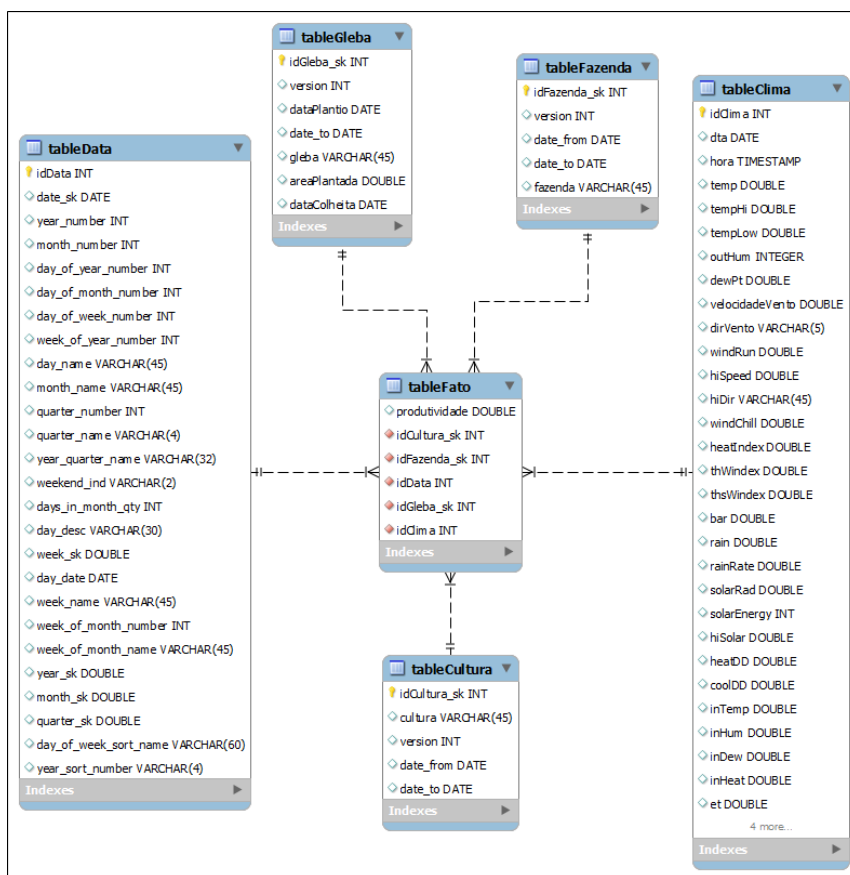 tableGleba
idGleba_sk INT
version INT
dataPlantio DATE
date_to DATE
gleba VARCHAR(45)
areaPlantada DOUBLE
dataColheita DATE
Indexes
tableFazenda
idFazenda_sk INT
version INT
date_from DATE
date_to DATE
fazenda VARCHAR(45)
Indexes
tableClima
idClima INT
dta DATE
hora TIMESTAMP
temp DOUBLE
tempHi DOUBLE
tempLow DOUBLE
outHum INTEGER
dewPt DOUBLE
velocidadeVento DOUBLE
dirVento VARCHAR(5)
windRun DOUBLE
hiSpeed DOUBLE
hiDir VARCHAR(45)
windChill DOUBLE
heatIndex DOUBLE
thWindex DOUBLE
thsWindex DOUBLE
bar DOUBLE
rain DOUBLE
rainRate DOUBLE
solarRad DOUBLE
solarEnergy INT
hiSolar DOUBLE
heatDD DOUBLE
coolDD DOUBLE
inTemp DOUBLE
inHum DOUBLE
inDew DOUBLE
inHeat DOUBLE
et DOUBLE
4 more...
Indexes
tableData
idData INT
date_sk DATE
year_number INT
month_number INT
day_of_year_number INT
day_of_month_number INT
day_of_week_number INT
week_of_year_number INT
day_name VARCHAR(45)
month_name VARCHAR(45)
quarter_number INT
quarter_name VARCHAR(4)
year_quarter_name VARCHAR(32)
weekend_ind VARCHAR(2)
days_in_month_qty INT
day_desc VARCHAR(30)
week_sk DOUBLE
day_date DATE
week_name VARCHAR(45)
week_of_month_number INT
week_of_month_name VARCHAR(45)
year_sk DOUBLE
month_sk DOUBLE
quarter_sk DOUBLE
day_of_week_sort_name VARCHAR(60)
year_sort_number VARCHAR(4)
Indexes
tableFato
produtividade DOUBLE
idCultura_sk INT
idFazenda_sk INT
idData INT
idGleba_sk INT
idClima INT
Indexes
tableCultura
idCultura_sk INT
cultura VARCHAR(45)
version INT
date_from DATE
date_to DATE
Indexes